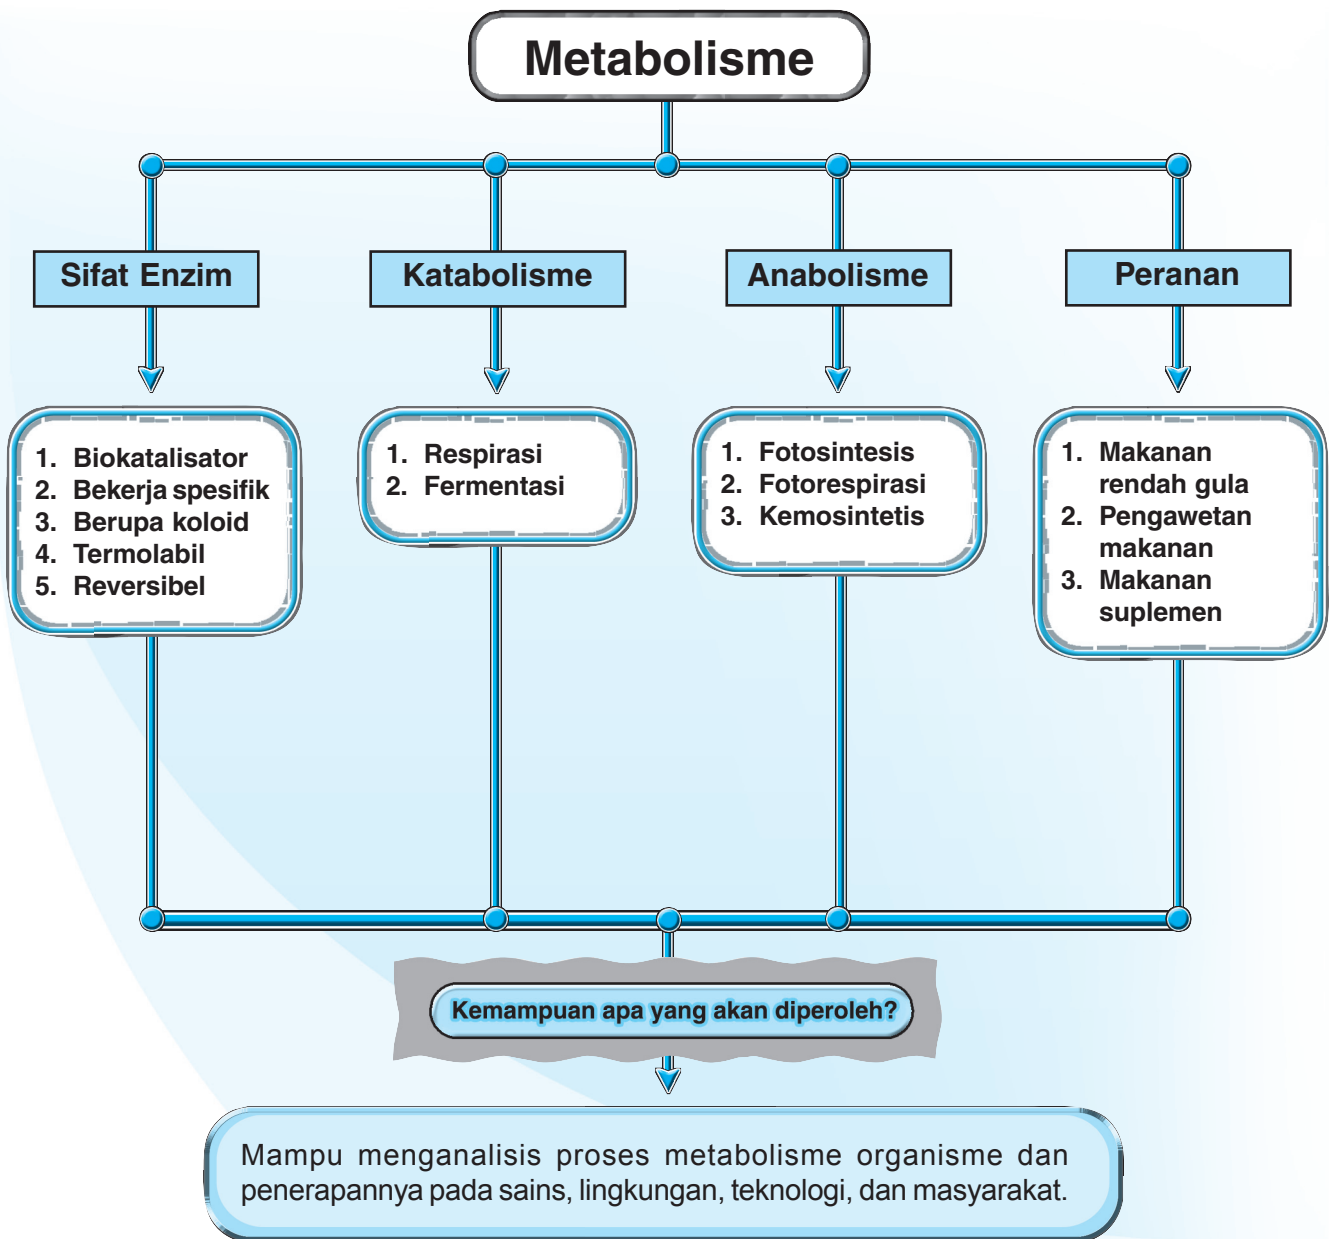 Metabolisme
Sifat Enzim
Katabolisme
Anabolisme
Peranan
1. Biokatalisator
2. Bekerja spesifik
3. Berupa koloid
4. Termolabil
5. Reversibel
1. Respirasi
2. Fermentasi
1. Fotosintesis
2. Fotorespirasi
3. Kemosintetis
1. Makanan
rendah gula
2. Pengawetan
makanan
3. Makanan
suplemen
Kemampuan apa yang akan diperoleh?
Mampu menganalisis proses metabolisme organisme dan
penerapannya pada sains, lingkungan, teknologi, dan masyarakat.